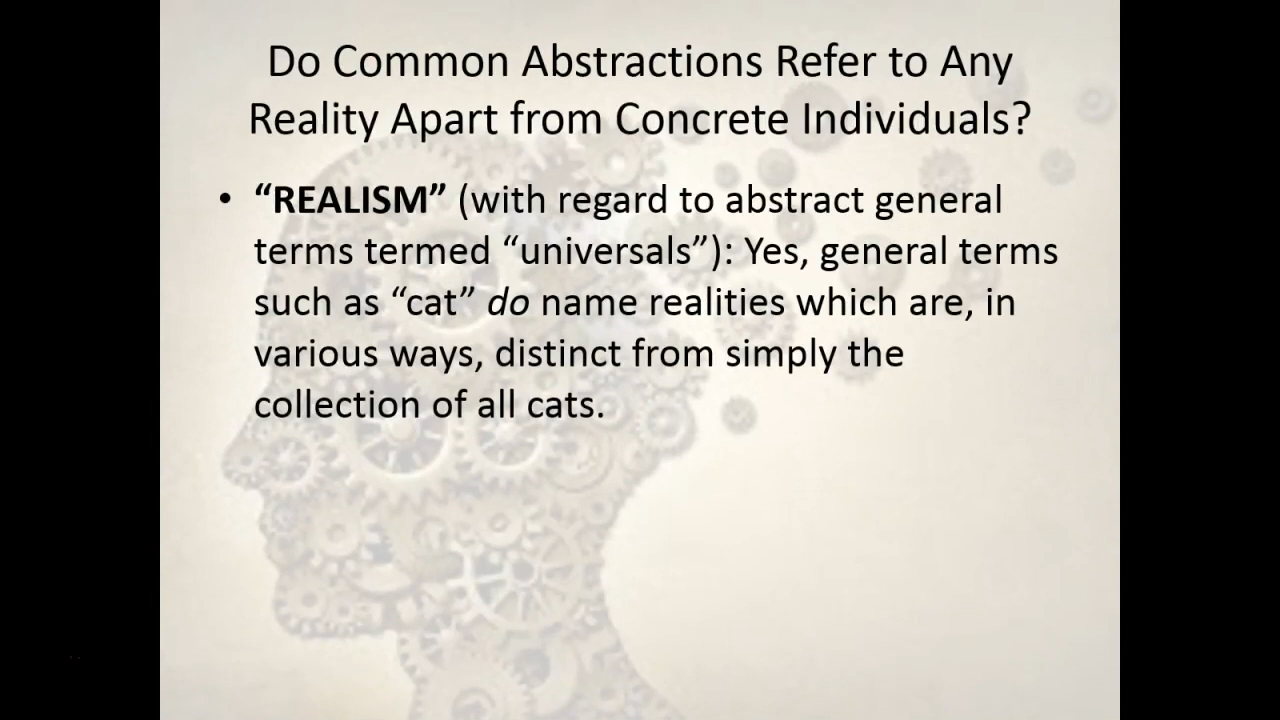 Do Common Abstractions Refer to Any
Reality Apart from Concrete Individuals?
• “REALISM” (with regard to abstract general
terms termed “universals”): Yes, general terms
such as “cat” do name realities which are, in
various ways, distinct from simply the
collection of all cats.